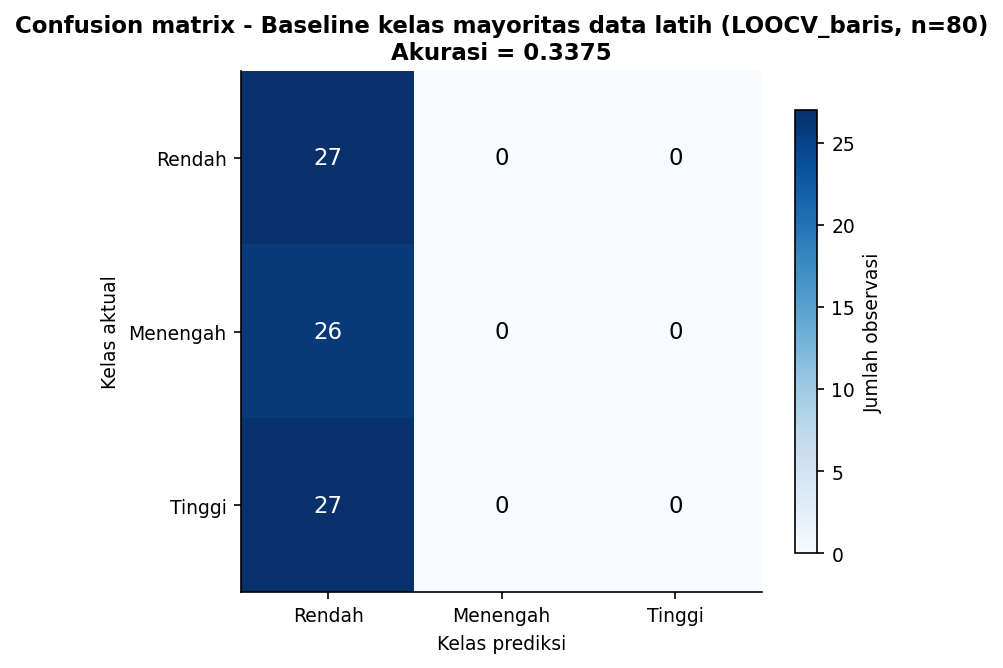 Confusion matrix - Baseline kelas mayoritas data latih (LOOCV_baris, n=80)
Akurasi = 0.3375
Kelas aktual
Rendah
27
0
0
Menengah
26
0
0
Tinggi
27
0
0
Rendah
Menengah
Tinggi
Kelas prediksi
25
20
15
10
5
0
Jumlah observasi